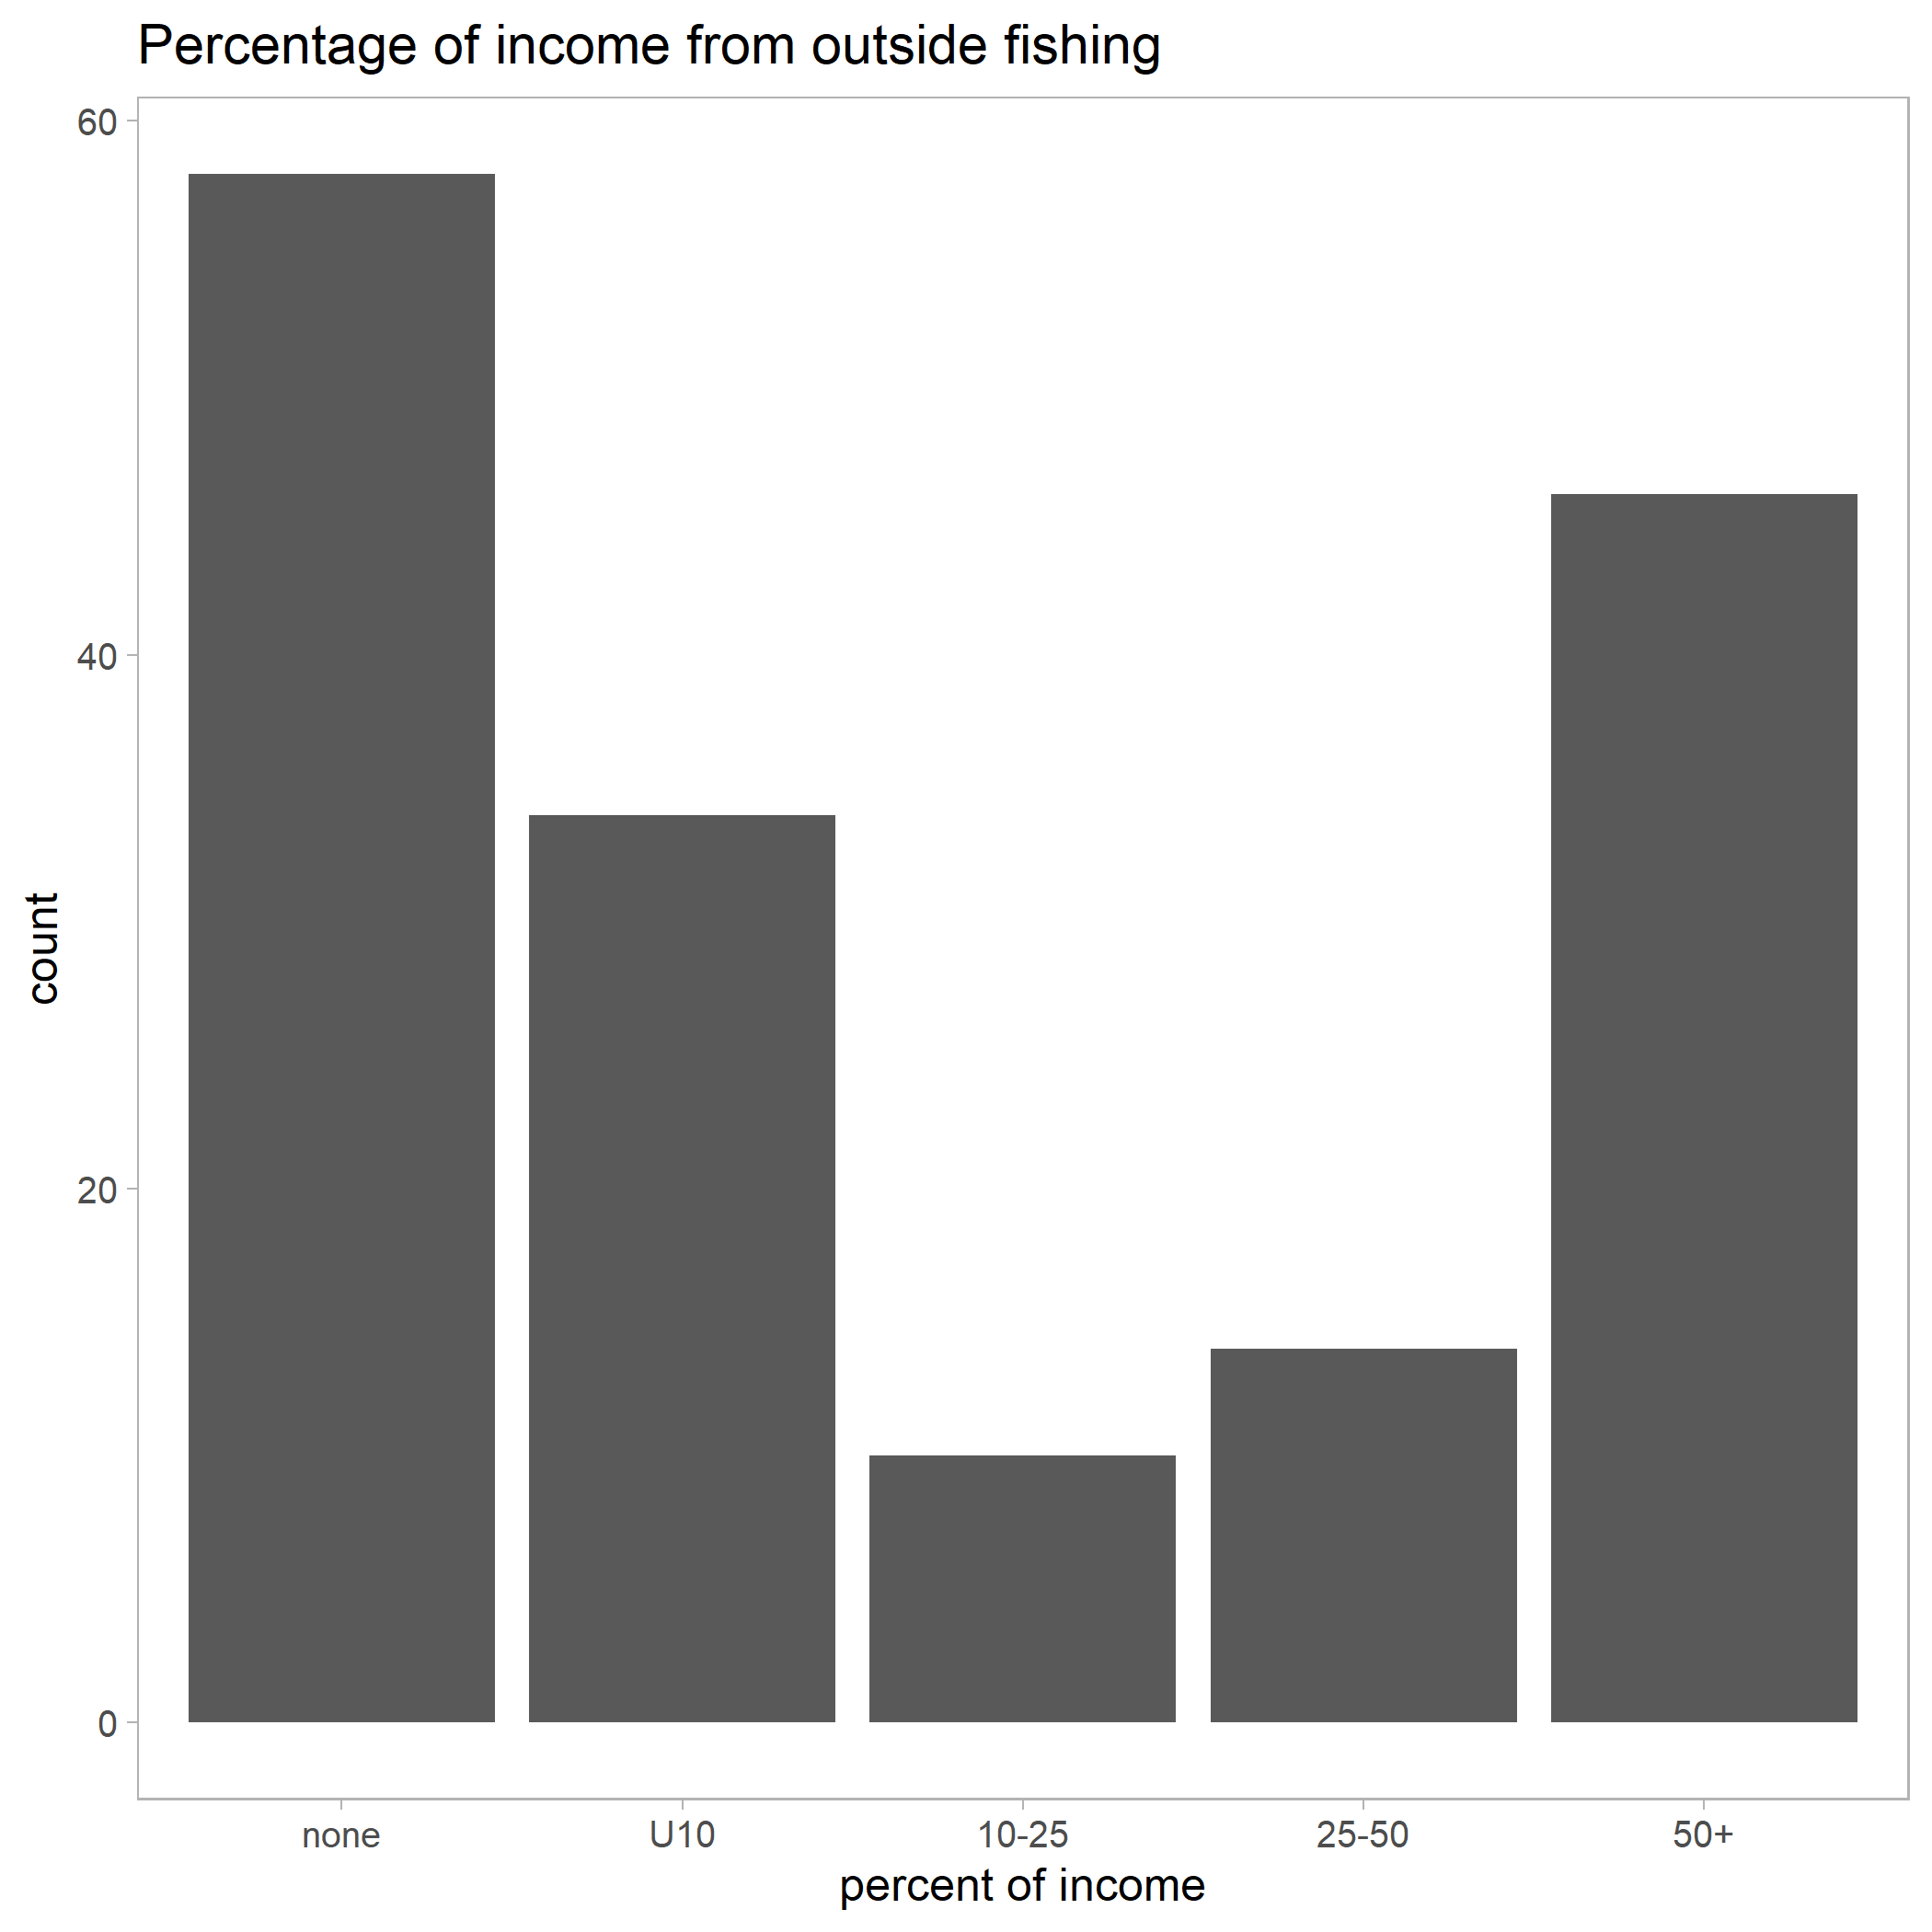 Percentage of income from outside fishing
60
40
20
0
count
none U10 10-25 25-50 50+
percent of income